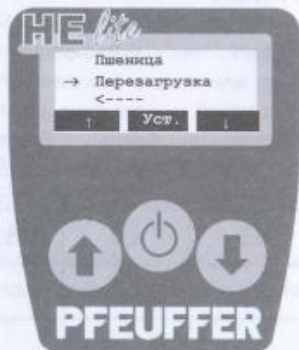 HE lite
Пшеница
→ Перезагрузка
<----
↑ Уст. ↓
PFEUFFER